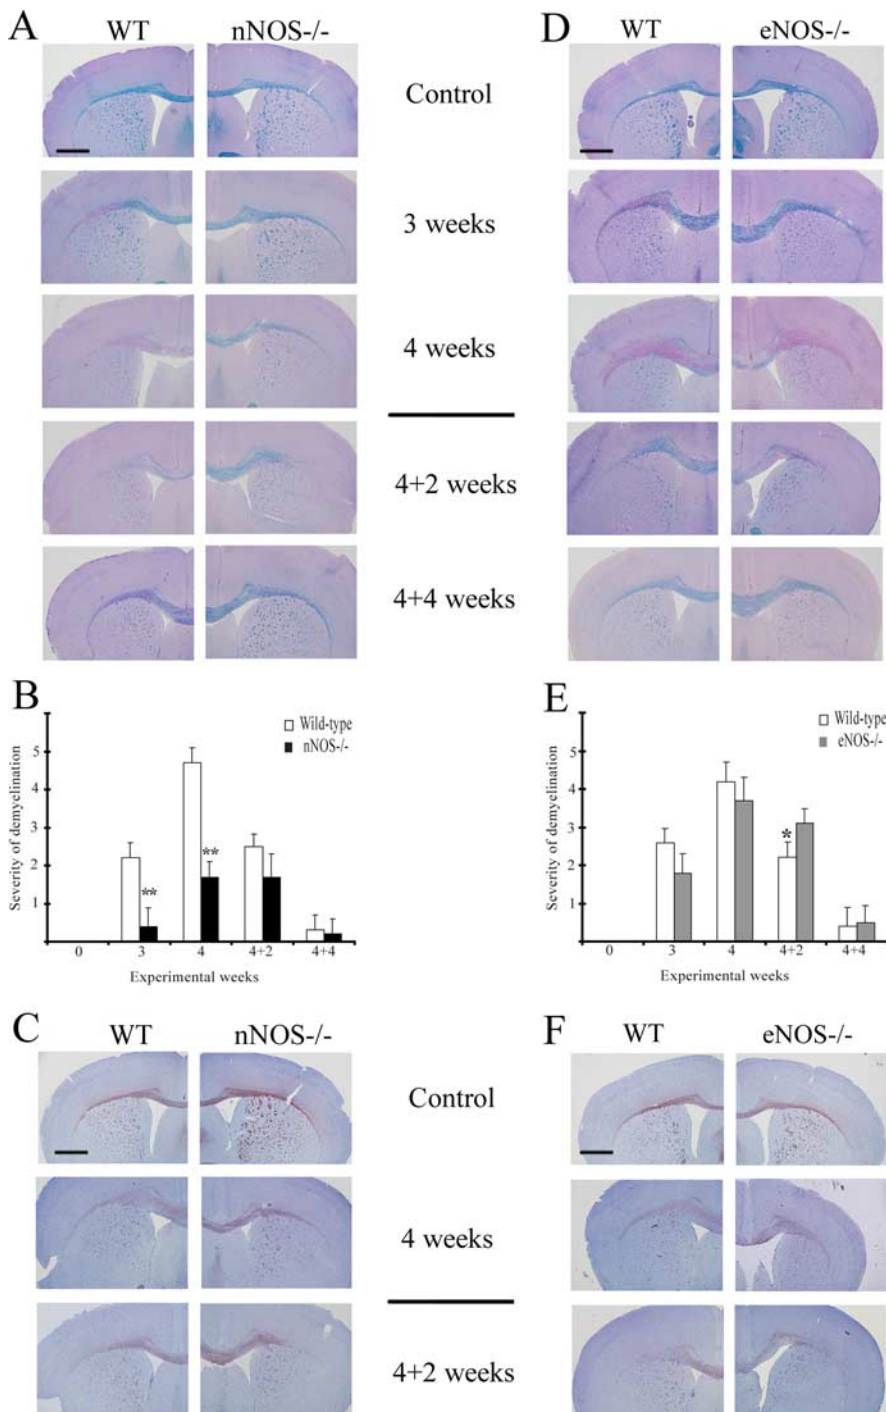 A
WT nNOS-/-
D
WT eNOS-/-
Control
3 weeks
4 weeks
4+2 weeks
4+4 weeks
B
Severity of demyelination
5
4
3
2
1
Wild-type
nNOS-/-
**
**
0 3 4 4+2 4+4
Experimental weeks
E
Severity of demyelination
5
4
3
2
1
Wild-type
eNOS-/-
*
0 3 4 4+2 4+4
Experimental weeks
C
WT nNOS-/-
F
WT eNOS-/-
Control
4 weeks
4+2 weeks